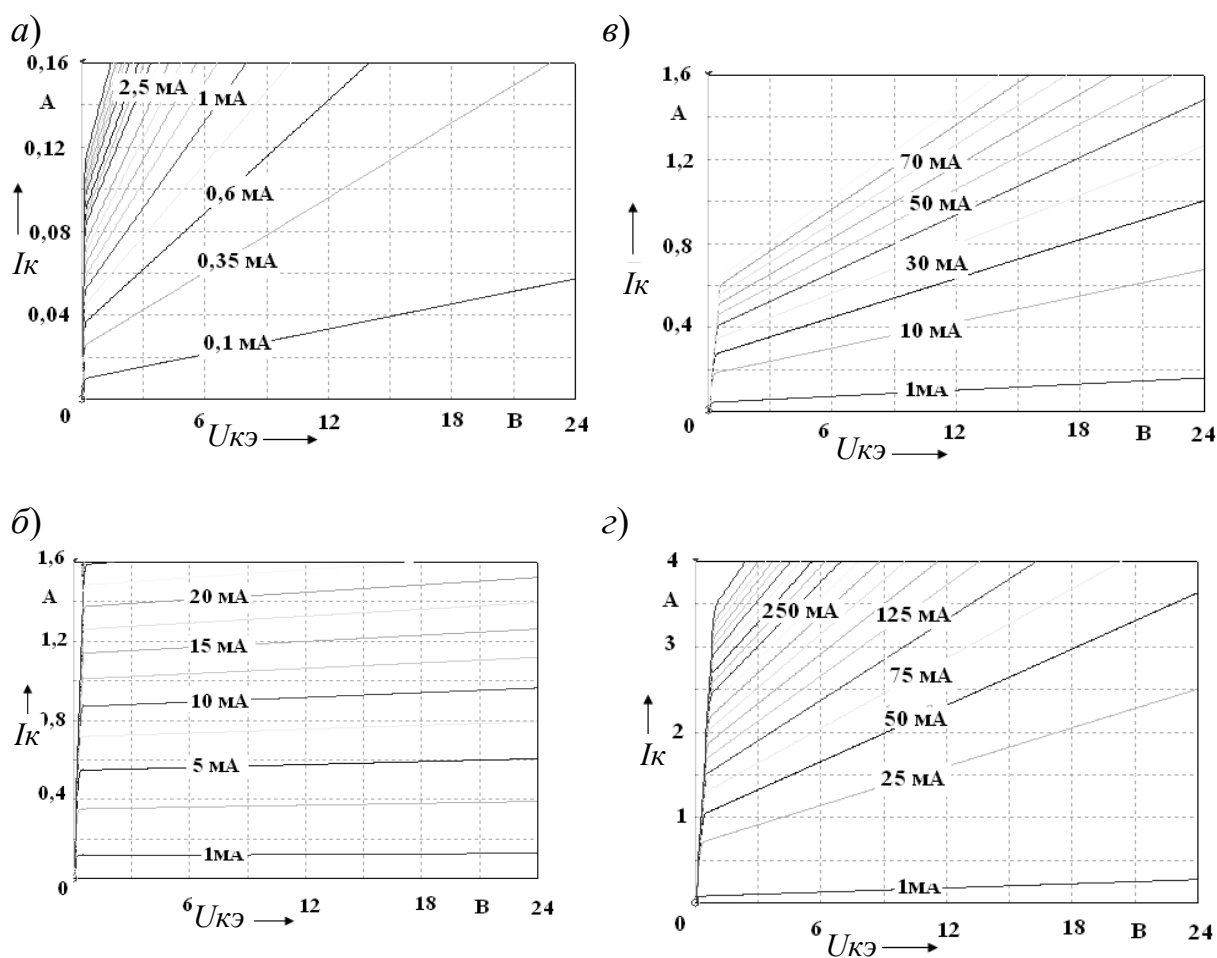 а)
0,16
А
0,12
0,08
0,04
0
Iк
2,5 мА
1 мА
0,6 мА
0,35 мА
0,1 мА
6
12
18
В
24
Uкэ
в)
1,6
А
1,2
0,8
0,4
0
Iк
70 мА
50 мА
30 мА
10 мА
1мА
6
12
18
В
24
Uкэ
б)
1,6
А
1,2
0,8
0,4
0
Iк
20 мА
15 мА
10 мА
5 мА
1мА
6
12
18
В
24
Uкэ
г)
4
А
3
2
1
0
Iк
250 мА
125 мА
75 мА
50 мА
25 мА
1мА
6
12
18
В
24
Uкэ